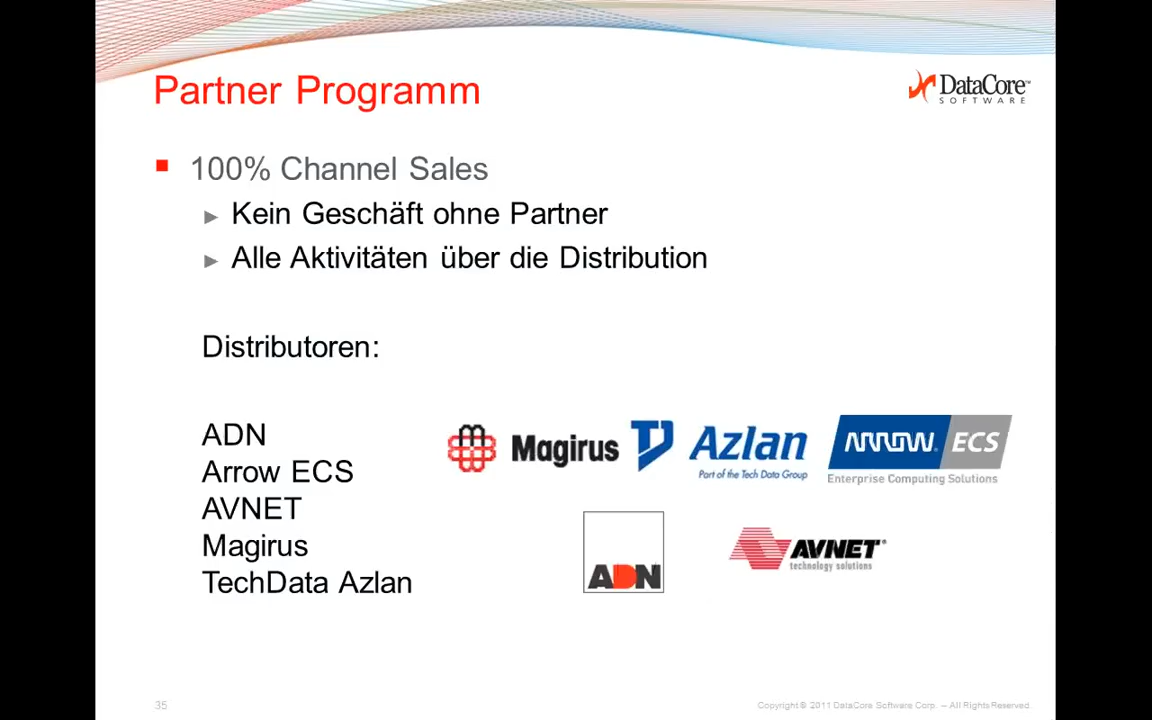 Partner Programm
DataCore™
SOFTWARE
100% Channel Sales
Kein Geschäft ohne Partner
Alle Aktivitäten über die Distribution
Distributoren:
ADN
Arrow ECS
AVNET
Magirus
TechData Azlan
Magirus
Azlan
Part of the Tech Data Group
ARROW ECS
Enterprise Computing Solutions
ADN
AVNET®
technology solutions
35
Copyright © 2011 DataCore Software Corp. – All Rights Reserved.